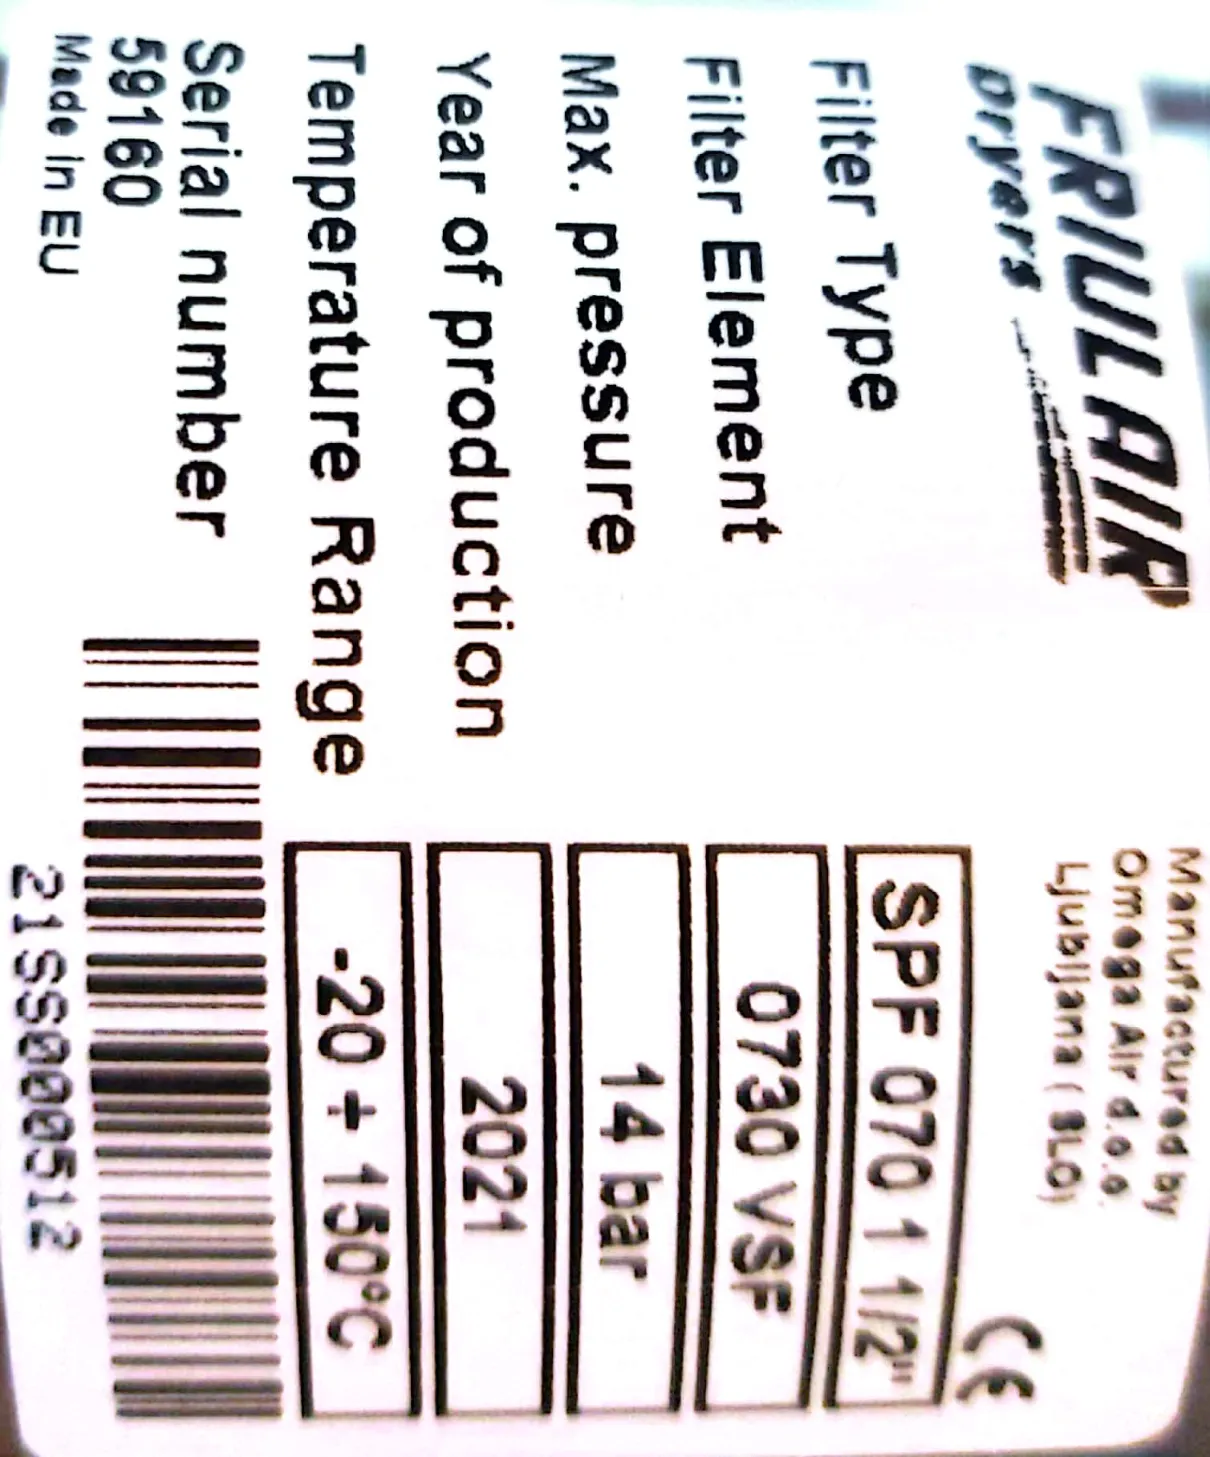 FRIULAIR
Dryers
Manufactured by
Omega Air d.o.o.
Ljubljana ( SLO)
Filter Type SPF 070 1 1/2"
Filter Element 0730 VSF
Max. pressure 14 bar
Year of production 2021
Temperature Range -20 ÷ 150°C
Serial number
59160
Made in EU
21SS000512
CE